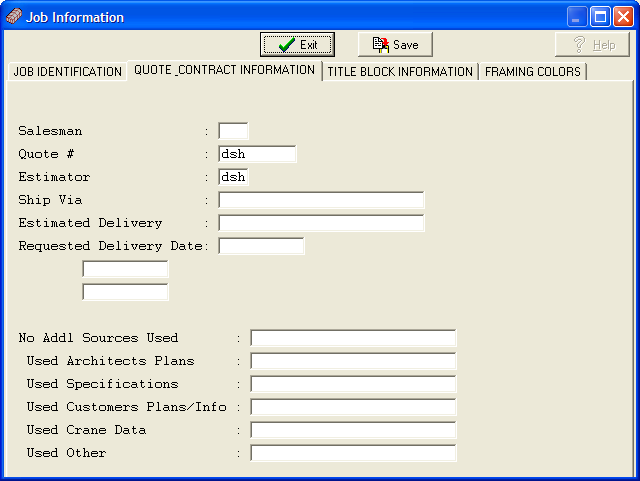 Job Information
Exit Save Help
JOB IDENTIFICATION QUOTE_CONTRACT INFORMATION TITLE BLOCK INFORMATION FRAMING COLORS
Salesman :
Quote # : dsh
Estimator : dsh
Ship Via :
Estimated Delivery :
Requested Delivery Date:
No Addl Sources Used :
Used Architects Plans :
Used Specifications :
Used Customers Plans/Info :
Used Crane Data :
Used Other :